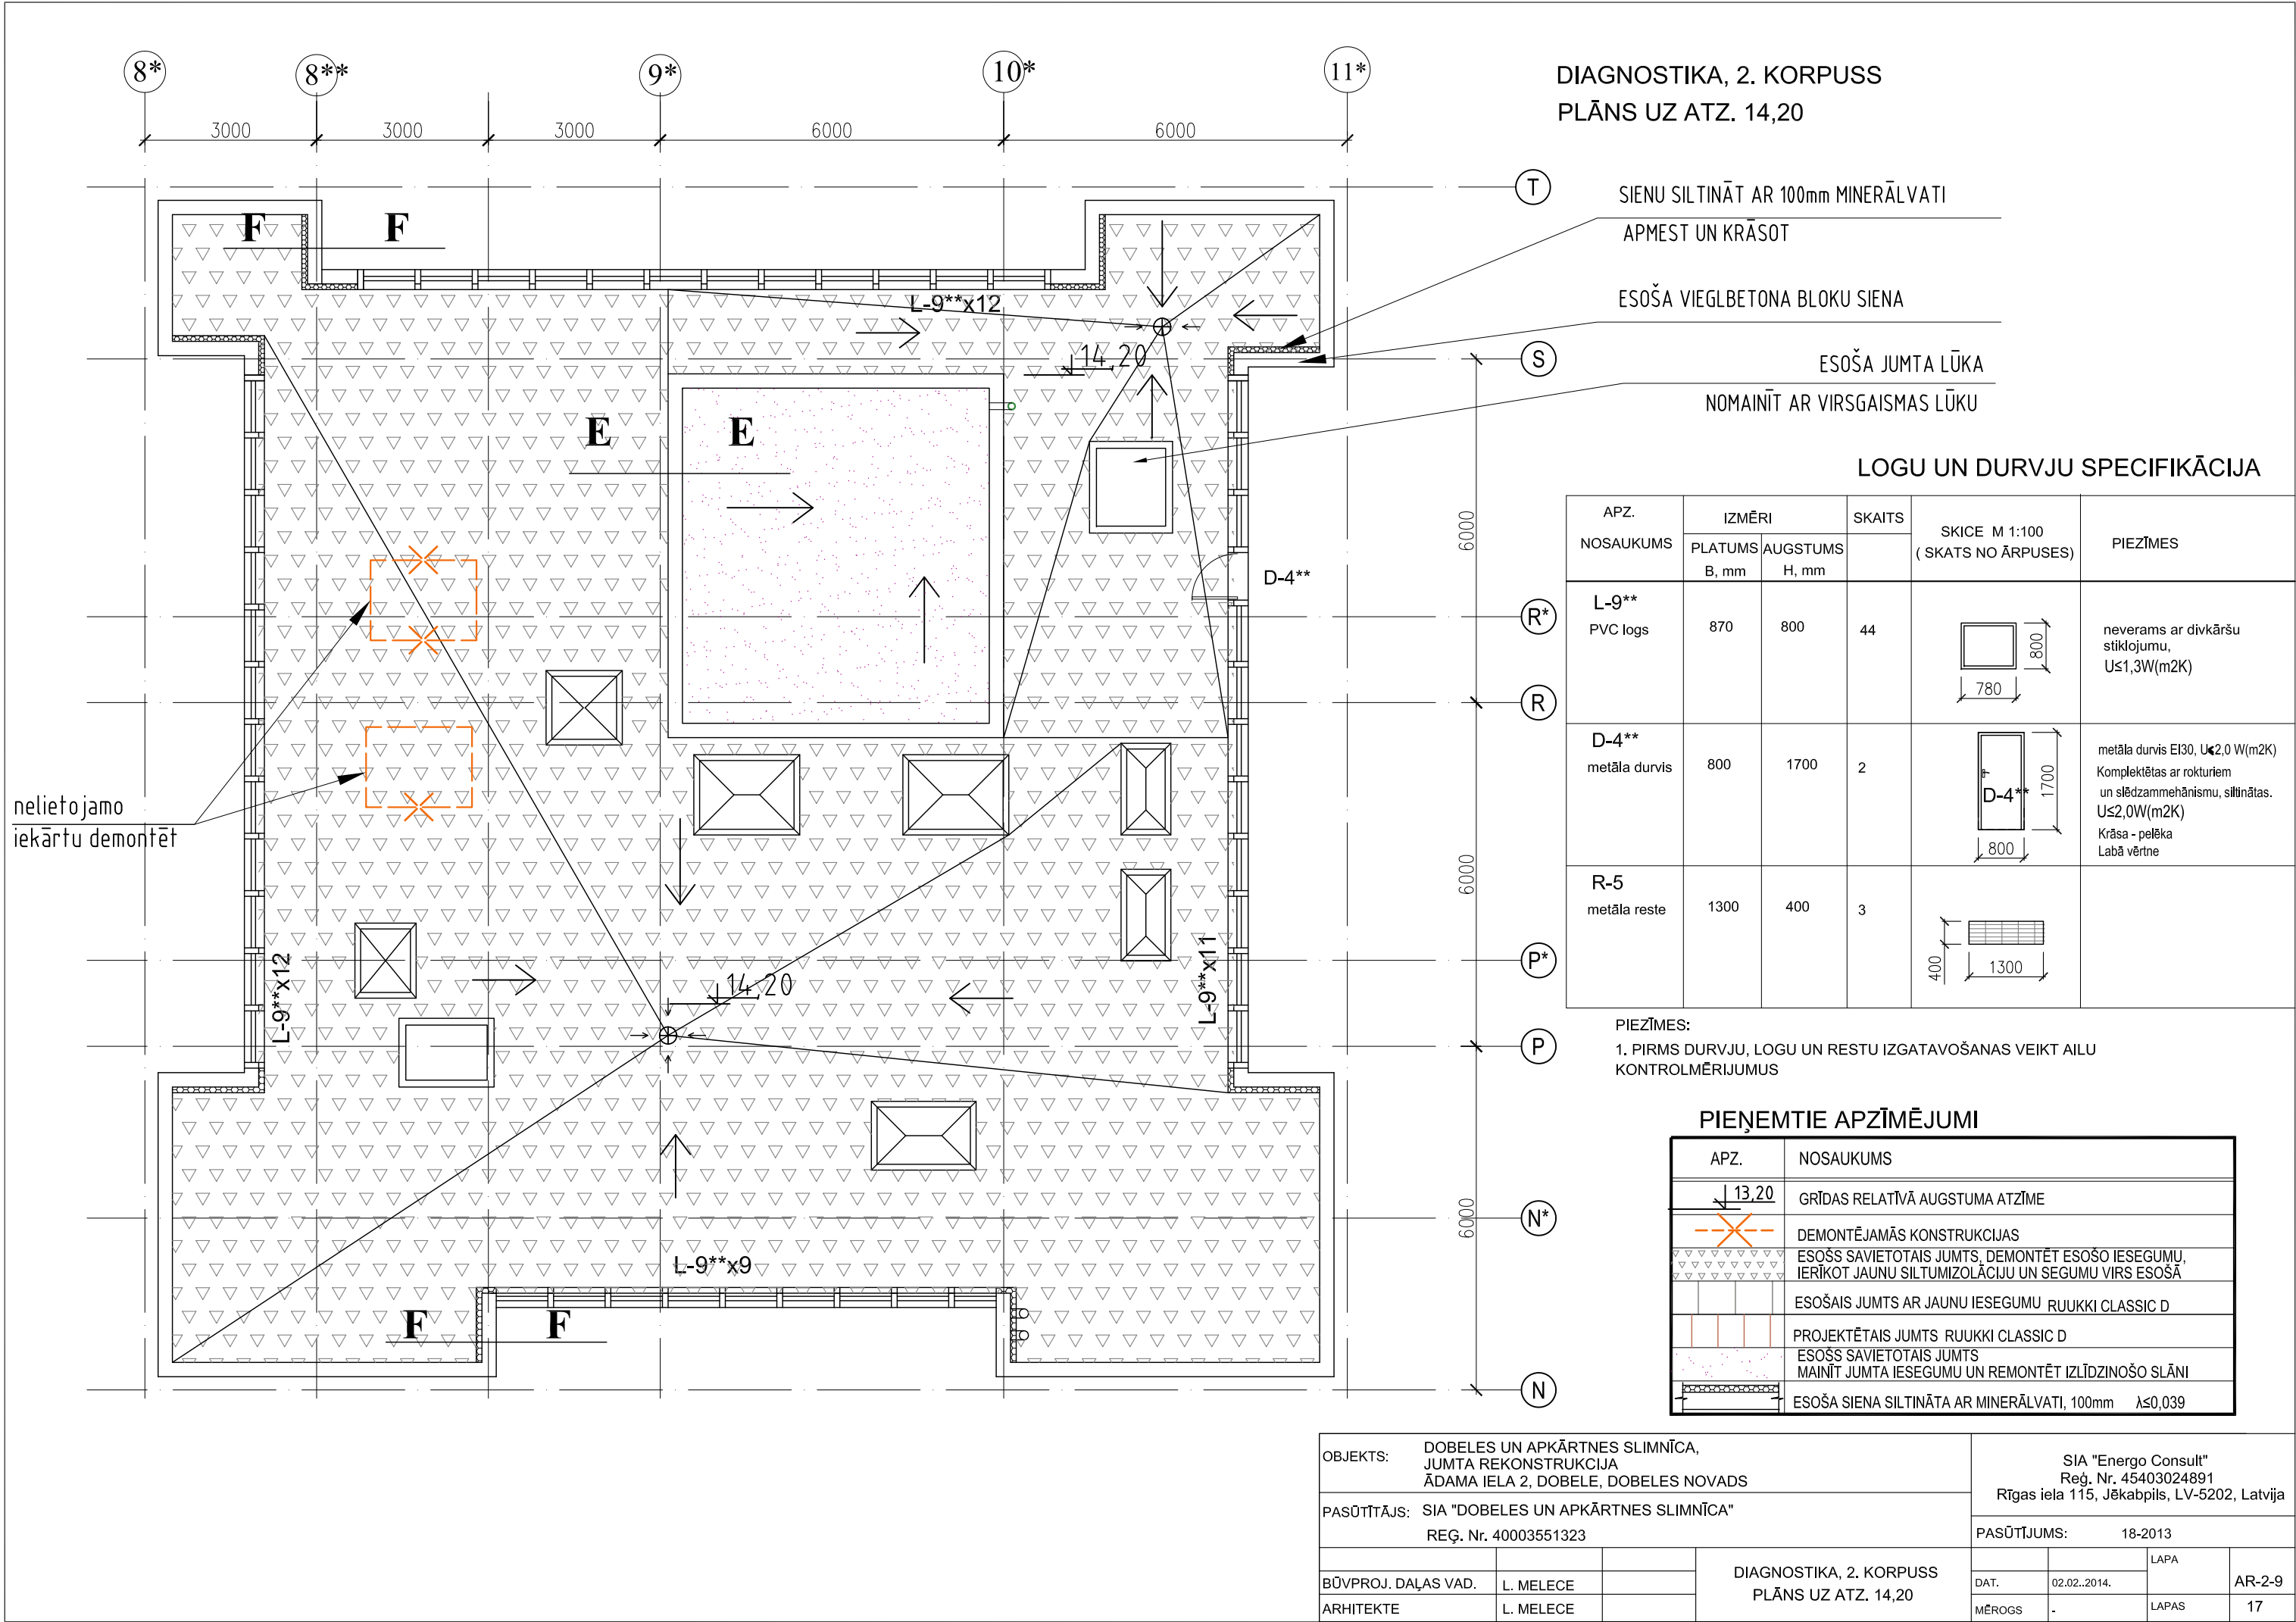 8*
8**
9*
10*
11*
3000
3000
3000
6000
6000
DIAGNOSTIKA, 2. KORPUSS
PLĀNS UZ ATZ. 14,20
T
SIENU SILTINĀT AR 100mm MINERĀLVATI
APMEST UN KRĀSOT
F
F
ESOŠA VIEGLBETONA BLOKU SIENA
L-9**x12
14,20
S
ESOŠA JUMTA LŪKA
NOMAINĪT AR VIRSGAISMAS LŪKU
E
E
6000
D-4**
R*
R
nelietojamo
iekārtu demontēt
6000
L-9**x12
14,20
L-9**x11
P*
P
6000
N*
L-9**x9
F
F
N
LOGU UN DURVJU SPECIFIKĀCIJA
APZ.
NOSAUKUMS
IZMĒRI
SKAITS
SKICE M 1:100
( SKATS NO ĀRPUSES)
PIEZĪMES
PLATUMS
B, mm
AUGSTUMS
H, mm
L-9**
PVC logs
870
800
44
800
780
neverams ar divkāršu
stiklojumu,
U≤1,3W(m2K)
D-4**
metāla durvis
800
1700
2
D-4**
1700
800
metāla durvis EI30, U≤2,0 W(m2K)
Komplektētas ar rokturiem
un slēdzammehānismu, siltinātas.
U≤2,0W(m2K)
Krāsa - pelēka
Labā vērtne
R-5
metāla reste
1300
400
3
400
1300
PIEZĪMES:
1. PIRMS DURVJU, LOGU UN RESTU IZGATAVOŠANAS VEIKT AILU
KONTROLMĒRIJUMUS
PIEŅEMTIE APZĪMĒJUMI
APZ.
NOSAUKUMS
13,20
GRĪDAS RELATĪVĀ AUGSTUMA ATZĪME
DEMONTĒJAMĀS KONSTRUKCIJAS
ESOŠS SAVIETOTAIS JUMTS, DEMONTĒT ESOŠO IESEGUMU,
IERĪKOT JAUNU SILTUMIZOLĀCIJU UN SEGUMU VIRS ESOŠĀ
ESOŠAIS JUMTS AR JAUNU IESEGUMU RUUKKI CLASSIC D
PROJEKTĒTAIS JUMTS RUUKKI CLASSIC D
ESOŠS SAVIETOTAIS JUMTS
MAINĪT JUMTA IESEGUMU UN REMONTĒT IZLĪDZINOŠO SLĀNI
ESOŠA SIENA SILTINĀTA AR MINERĀLVATI, 100mm λ≤0,039
OBJEKTS:
DOBELES UN APKĀRTNES SLIMNĪCA,
JUMTA REKONSTRUKCIJA
ĀDAMA IELA 2, DOBELE, DOBELES NOVADS
PASŪTĪTĀJS: SIA "DOBELES UN APKĀRTNES SLIMNĪCA"
REĢ. Nr. 40003551323
SIA "Energo Consult"
Reģ. Nr. 45403024891
Rīgas iela 115, Jēkabpils, LV-5202, Latvija
PASŪTĪJUMS: 18-2013
BŪVPROJ. DAĻAS VAD. L. MELECE
ARHITEKTE L. MELECE
DIAGNOSTIKA, 2. KORPUSS
PLĀNS UZ ATZ. 14,20
LAPA
AR-2-9
DAT. 02.02..2014.
MĒROGS -
LAPAS 17